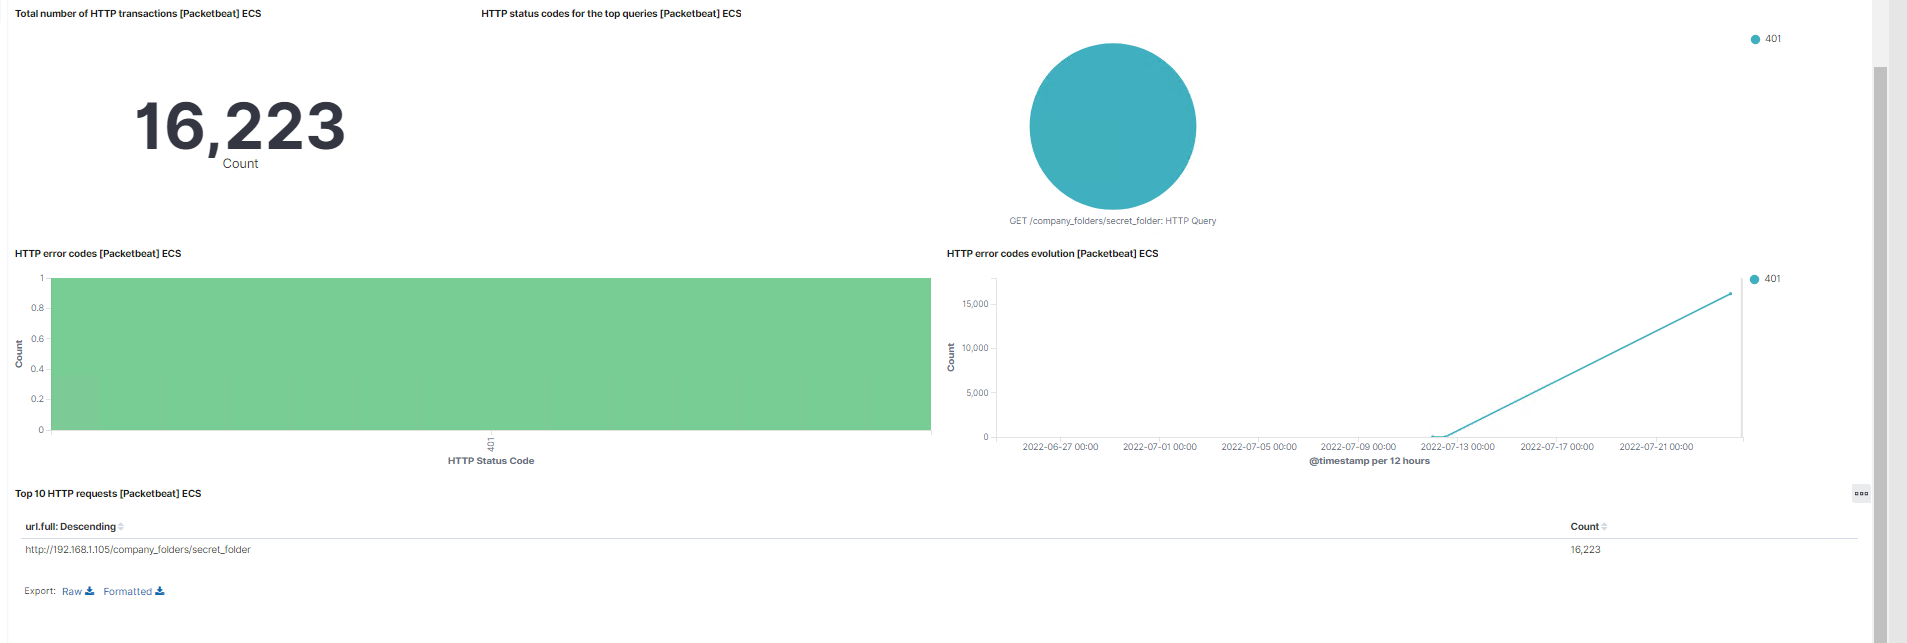 Total number of HTTP transactions [Packetbeat] ECS
HTTP status codes for the top queries [Packetbeat] ECS
16,223
Count
401
GET /company_folders/secret_folder: HTTP Query
HTTP error codes [Packetbeat] ECS
1
0.8
0.6
0.4
0.2
0
Count
401
HTTP Status Code
HTTP error codes evolution [Packetbeat] ECS
401
15,000
10,000
5,000
0
Count
2022-06-27 00:00 2022-07-01 00:00 2022-07-05 00:00 2022-07-09 00:00 2022-07-13 00:00 2022-07-17 00:00 2022-07-21 00:00
@timestamp per 12 hours
Top 10 HTTP requests [Packetbeat] ECS
url.full: Descending Count
http://192.168.1.105/company_folders/secret_folder 16,223
Export: Raw Formatted